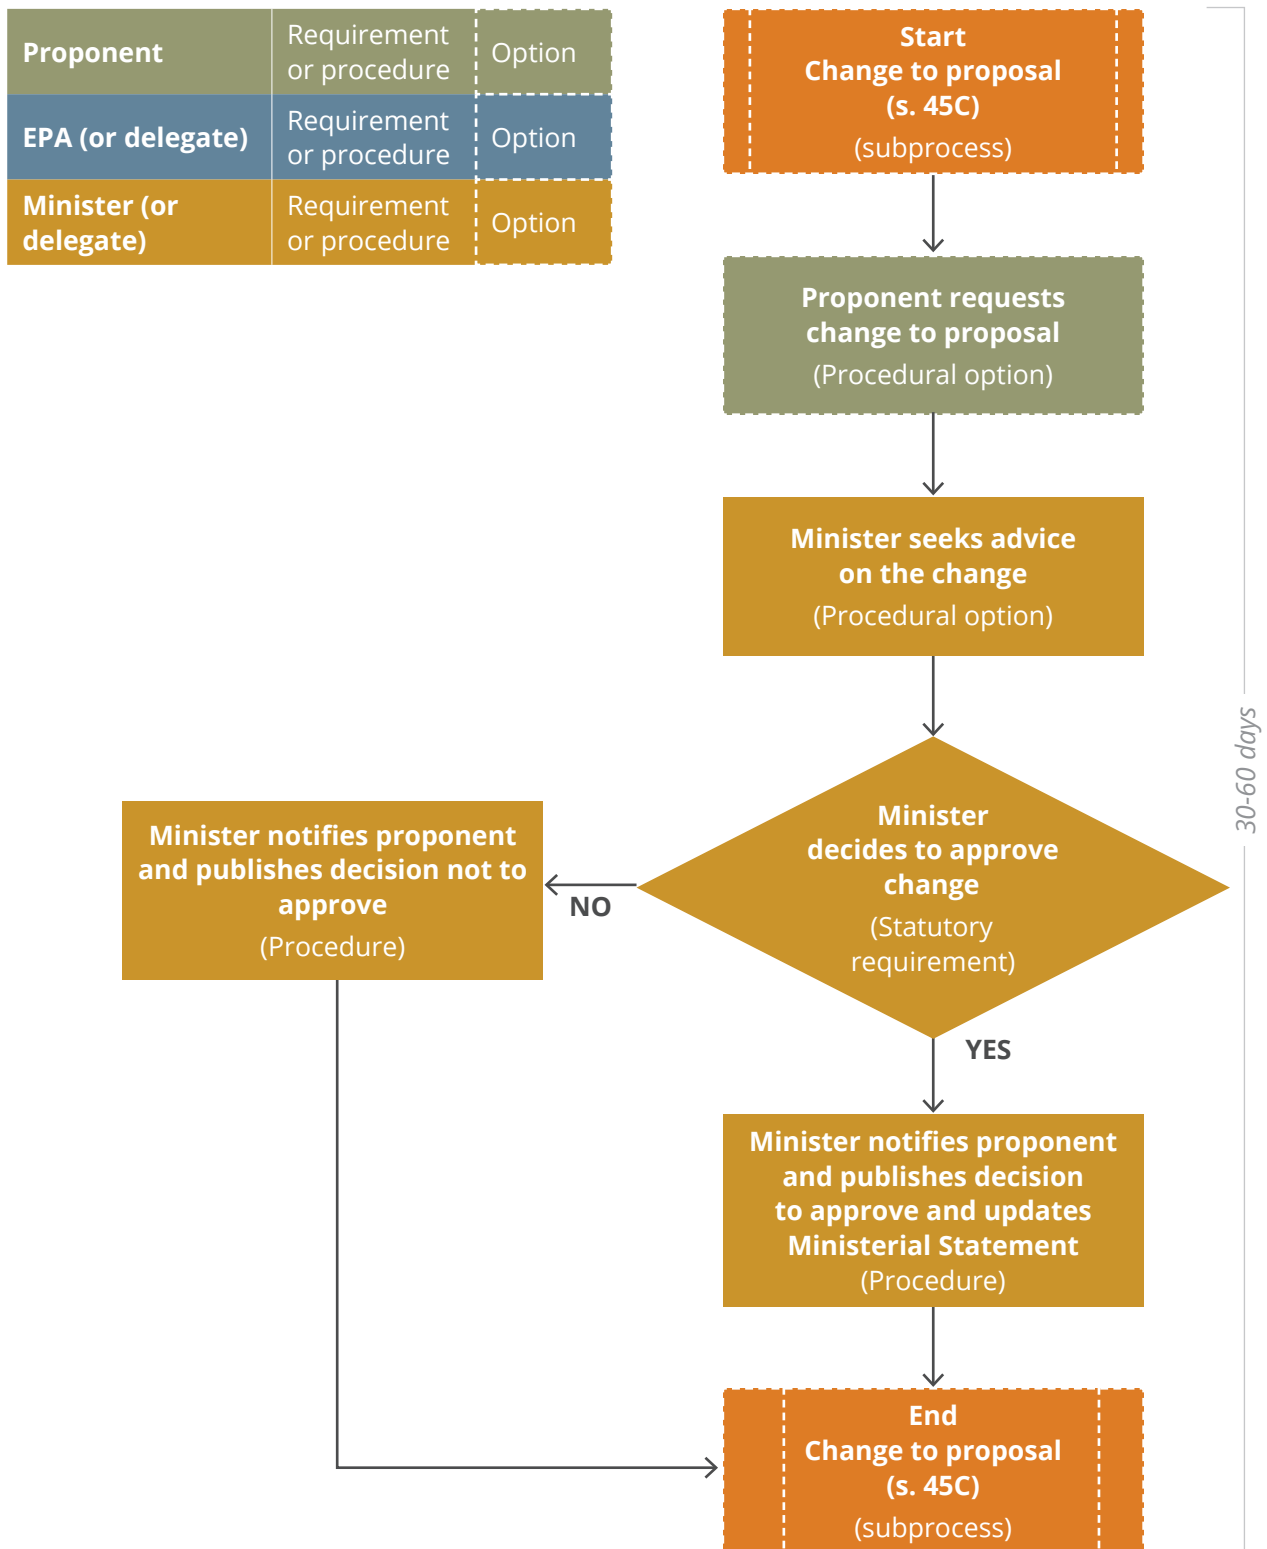 Proponent
Requirement
or procedure
Option
EPA (or delegate)
Requirement
or procedure
Option
Minister (or
delegate)
Requirement
or procedure
Option
Start
Change to proposal
(s. 45C)
(subprocess)
Proponent requests
change to proposal
(Procedural option)
Minister seeks advice
on the change
(Procedural option)
30-60 days
Minister
decides to approve
change
(Statutory
requirement)
NO
Minister notifies proponent
and publishes decision not to
approve
(Procedure)
YES
Minister notifies proponent
and publishes decision
to approve and updates
Ministerial Statement
(Procedure)
End
Change to proposal
(s. 45C)
(subprocess)